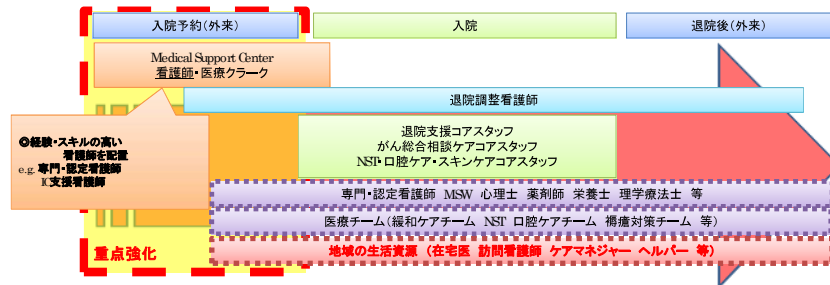 入院予約(外来)
入院
退院後(外来)
Medical Support Center
看護師・医療クラーク
退院調整看護師
◎経験・スキルの高い
看護師を配置
e.g. 専門・認定看護師
IC支援看護師
退院支援コアスタッフ
がん総合相談ケアコアスタッフ
NST・口腔ケア・スキンケアコアスタッフ
専門・認定看護師 MSW 心理士 薬剤師 栄養士 理学療法士 等
医療チーム(緩和ケアチーム NST 口腔ケアチーム 褥瘡対策チーム 等)
重点強化
地域の生活資源 (在宅医 訪問看護師 ケアマネジャー ヘルパー 等)